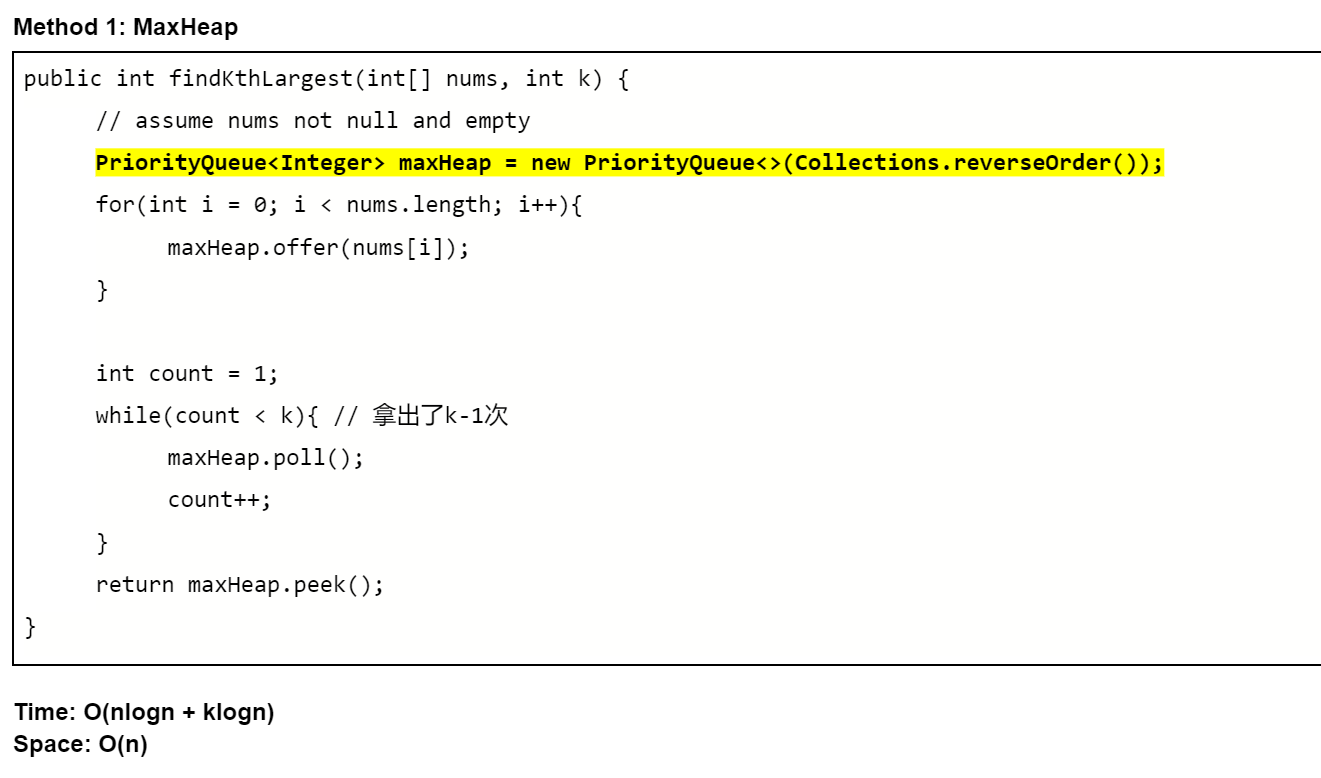 Method 1: MaxHeap
public int findKthLargest(int[] nums, int k) {
// assume nums not null and empty
PriorityQueue<Integer> maxHeap = new PriorityQueue<>(Collections.reverseOrder());
for(int i = 0; i < nums.length; i++){
maxHeap.offer(nums[i]);
}
int count = 1;
while(count < k){ // 拿出了k-1次
maxHeap.poll();
count++;
}
return maxHeap.peek();
}
Time: O(nlogn + klogn)
Space: O(n)